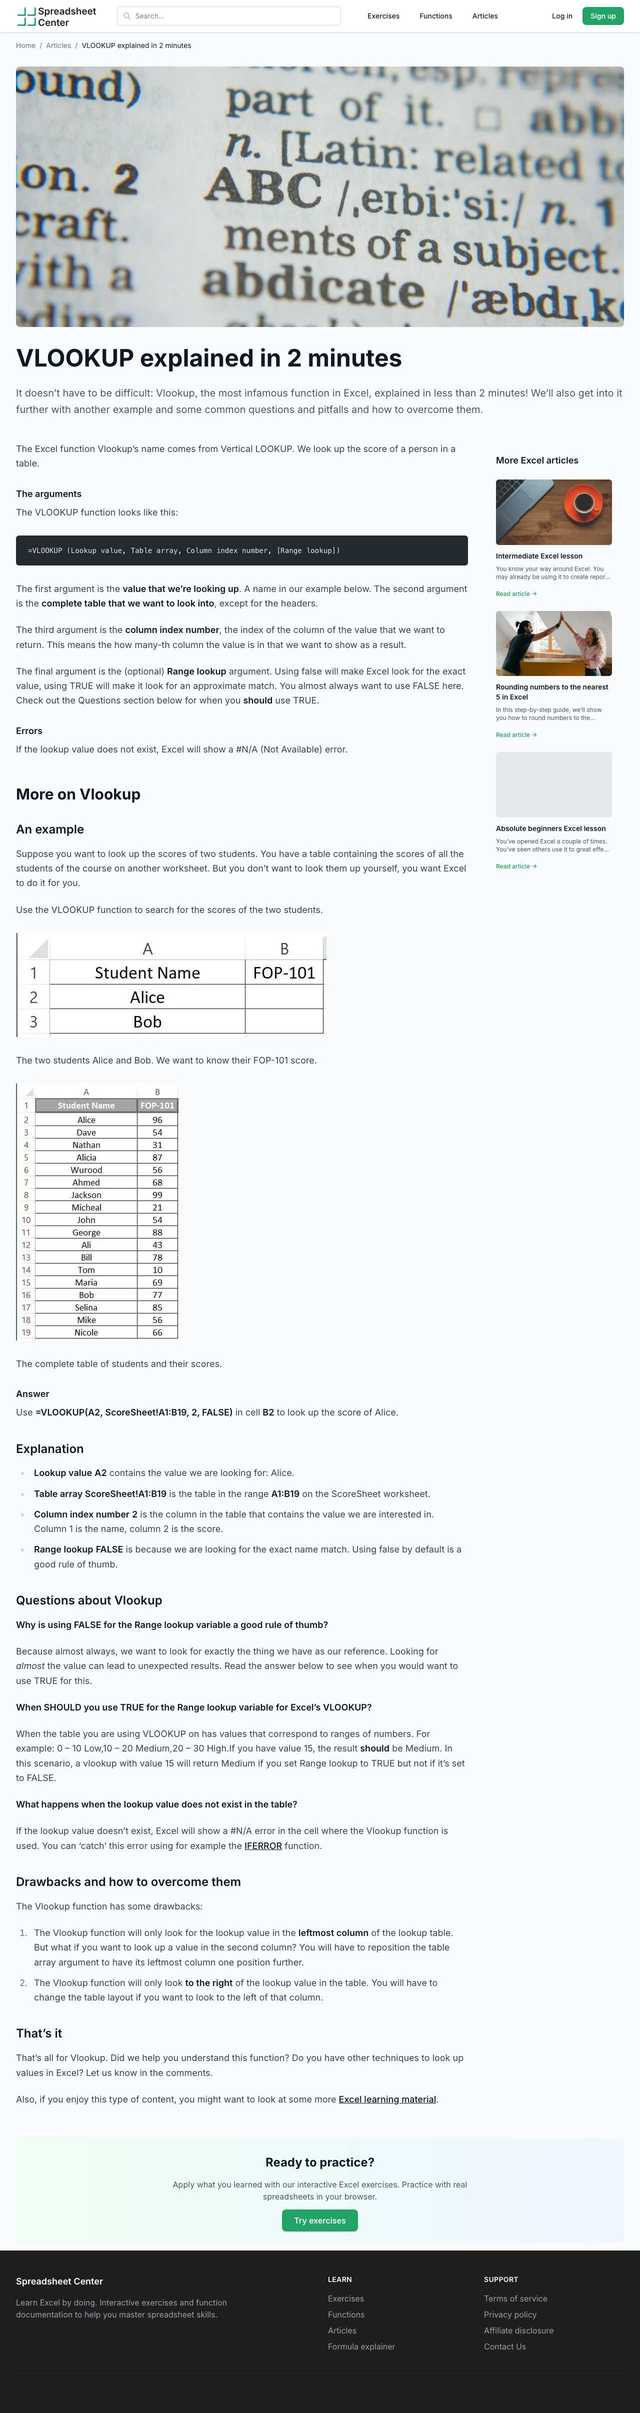 Spreadsheet
Center
Search...
Exercises
Functions
Articles
Log in
Sign up
Home / Articles / VLOOKUP explained in 2 minutes
ound)
part of it. □ abb
n. [Latin: related to
on. 2
ABC /ˌeɪbiːˈsiː/ n. 1
craft.
ments of a subject.
with a
abdicate /ˈæbdɪk
VLOOKUP explained in 2 minutes
It doesn’t have to be difficult: Vlookup, the most infamous function in Excel, explained in less than 2 minutes! We’ll also get into it
further with another example and some common questions and pitfalls and how to overcome them.
The Excel function Vlookup’s name comes from Vertical LOOKUP. We look up the score of a person in a
table.
The arguments
The VLOOKUP function looks like this:
=VLOOKUP (Lookup value, Table array, Column index number, [Range lookup])
The first argument is the value that we’re looking up. A name in our example below. The second argument
is the complete table that we want to look into, except for the headers.
The third argument is the column index number, the index of the column of the value that we want to
return. This means the how many-th column the value is in that we want to show as a result.
The final argument is the (optional) Range lookup argument. Using false will make Excel look for the exact
value, using TRUE will make it look for an approximate match. You almost always want to use FALSE here.
Check out the Questions section below for when you should use TRUE.
Errors
If the lookup value does not exist, Excel will show a #N/A (Not Available) error.
More on Vlookup
An example
Suppose you want to look up the scores of two students. You have a table containing the scores of all the
students of the course on another worksheet. But you don’t want to look them up yourself, you want Excel
to do it for you.
Use the VLOOKUP function to search for the scores of the two students.
A B
1 Student Name FOP-101
2 Alice
3 Bob
The two students Alice and Bob. We want to know their FOP-101 score.
A B
1 Student Name FOP-101
2 Alice 96
3 Dave 54
4 Nathan 31
5 Alicia 87
6 Wurood 56
7 Ahmed 68
8 Jackson 99
9 Micheal 21
10 John 54
11 George 88
12 Ali 43
13 Bill 78
14 Tom 10
15 Maria 69
16 Bob 77
17 Selina 85
18 Mike 56
19 Nicole 66
The complete table of students and their scores.
Answer
Use =VLOOKUP(A2, ScoreSheet!A1:B19, 2, FALSE) in cell B2 to look up the score of Alice.
Explanation
Lookup value A2 contains the value we are looking for: Alice.
Table array ScoreSheet!A1:B19 is the table in the range A1:B19 on the ScoreSheet worksheet.
Column index number 2 is the column in the table that contains the value we are interested in.
Column 1 is the name, column 2 is the score.
Range lookup FALSE is because we are looking for the exact name match. Using false by default is a
good rule of thumb.
Questions about Vlookup
Why is using FALSE for the Range lookup variable a good rule of thumb?
Because almost always, we want to look for exactly the thing we have as our reference. Looking for
almost the value can lead to unexpected results. Read the answer below to see when you would want to
use TRUE for this.
When SHOULD you use TRUE for the Range lookup variable for Excel’s VLOOKUP?
When the table you are using VLOOKUP on has values that correspond to ranges of numbers. For
example: 0 – 10 Low,10 – 20 Medium,20 – 30 High.If you have value 15, the result should be Medium. In
this scenario, a vlookup with value 15 will return Medium if you set Range lookup to TRUE but not if it’s set
to FALSE.
What happens when the lookup value does not exist in the table?
If the lookup value doesn’t exist, Excel will show a #N/A error in the cell where the Vlookup function is
used. You can ‘catch’ this error using for example the IFERROR function.
Drawbacks and how to overcome them
The Vlookup function has some drawbacks:
1. The Vlookup function will only look for the lookup value in the leftmost column of the lookup table.
But what if you want to look up a value in the second column? You will have to reposition the table
array argument to have its leftmost column one position further.
2. The Vlookup function will only look to the right of the lookup value in the table. You will have to
change the table layout if you want to look to the left of that column.
That’s it
That’s all for Vlookup. Did we help you understand this function? Do you have other techniques to look up
values in Excel? Let us know in the comments.
Also, if you enjoy this type of content, you might want to look at some more Excel learning material.
More Excel articles
Intermediate Excel lesson
You know your way around Excel. You
may already be using it to create repor...
Read article →
Rounding numbers to the nearest
5 in Excel
In this step-by-step guide, we’ll show
you how to round numbers to the...
Read article →
Absolute beginners Excel lesson
You’ve opened Excel a couple of times.
You’ve seen others use it to great effe...
Read article →
Ready to practice?
Apply what you learned with our interactive Excel exercises. Practice with real
spreadsheets in your browser.
Try exercises
Spreadsheet Center
Learn Excel by doing. Interactive exercises and function
documentation to help you master spreadsheet skills.
LEARN
Exercises
Functions
Articles
Formula explainer
SUPPORT
Terms of service
Privacy policy
Affiliate disclosure
Contact Us